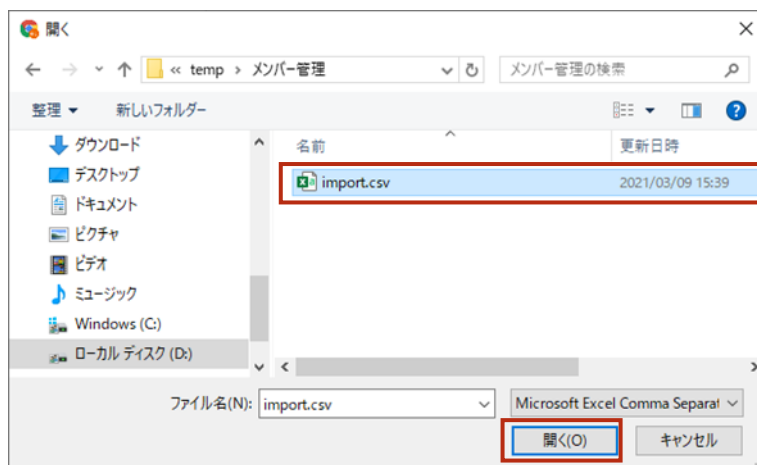 開く
« temp › メンバー管理
メンバー管理の検索
整理
新しいフォルダー
名前
更新日時
import.csv
2021/03/09 15:39
ダウンロード
デスクトップ
ドキュメント
ピクチャ
ビデオ
ミュージック
Windows (C:)
ローカル ディスク (D:)
ファイル名(N):
import.csv
Microsoft Excel Comma Separat
開く(O)
キャンセル